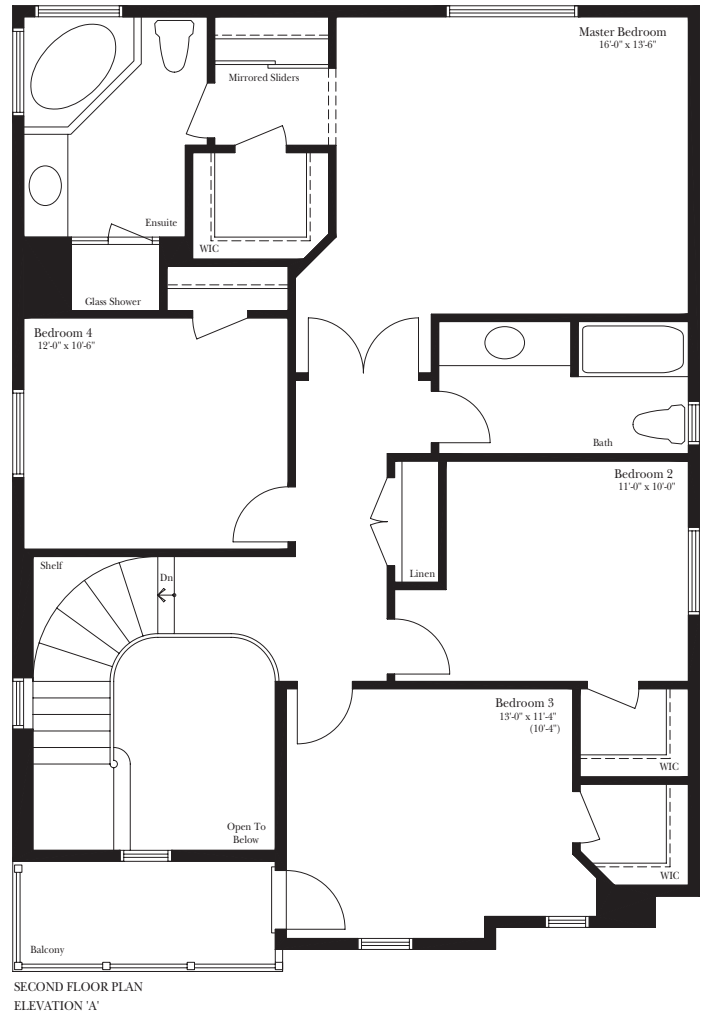 Master Bedroom
16'-0" x 13'-6"
Mirrored Sliders
Ensuite
WIC
Glass Shower
Bedroom 4
12'-0" x 10'-6"
Bath
Bedroom 2
11'-0" x 10'-0"
Shelf
Dn
Linen
Bedroom 3
13'-0" x 11'-4"
(10'-4")
WIC
Open To
Below
WIC
Balcony
SECOND FLOOR PLAN
ELEVATION 'A'